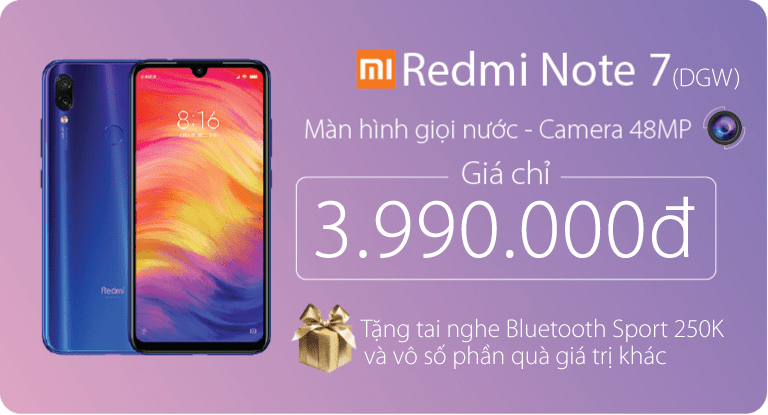 mi Redmi Note 7 (DGW)
Màn hình giọi nước - Camera 48MP
Giá chỉ
3.990.000đ
Tặng tai nghe Bluetooth Sport 250K
và vô số phần quà giá trị khác
8:16
Redmi